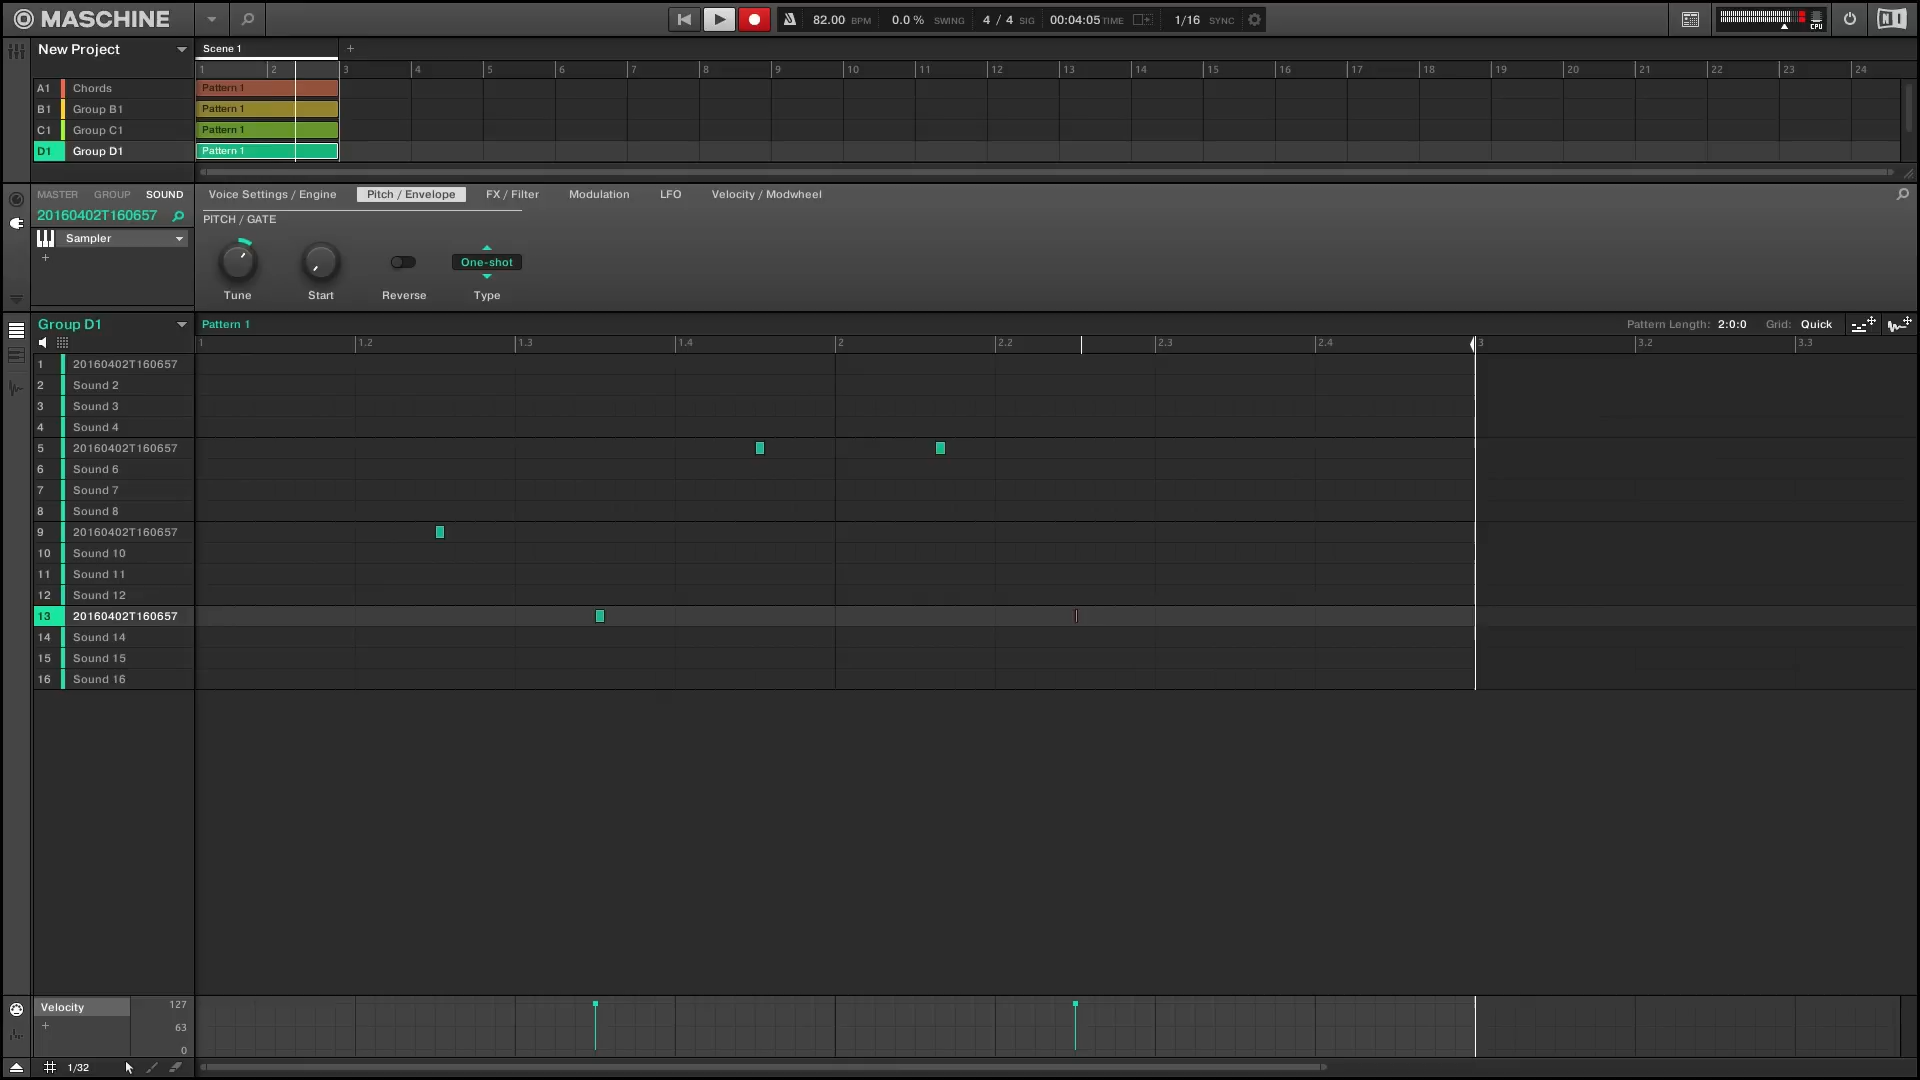 MASCHINE
82.00 BPM 0.0 % SWING 4 / 4 SIG 00:04:05 TIME 1/16 SYNC
CPU
NI
New Project
Scene 1 +
1 2 3 4 5 6 7 8 9 10 11 12 13 14 15 16 17 18 19 20 21 22 23 24
A1 Chords Pattern 1
B1 Group B1 Pattern 1
C1 Group C1 Pattern 1
D1 Group D1 Pattern 1
MASTER GROUP SOUND
Voice Settings / Engine Pitch / Envelope FX / Filter Modulation LFO Velocity / Modwheel
20160402T160657
PITCH / GATE
Sampler
+
One-shot
Tune Start Reverse Type
Group D1
Pattern 1
Pattern Length: 2:0:0 Grid: Quick
1 1.2 1.3 1.4 2 2.2 2.3 2.4 3 3.2 3.3
1 20160402T160657
2 Sound 2
3 Sound 3
4 Sound 4
5 20160402T160657
6 Sound 6
7 Sound 7
8 Sound 8
9 20160402T160657
10 Sound 10
11 Sound 11
12 Sound 12
13 20160402T160657
14 Sound 14
15 Sound 15
16 Sound 16
Velocity 127
+ 63
0
1/32